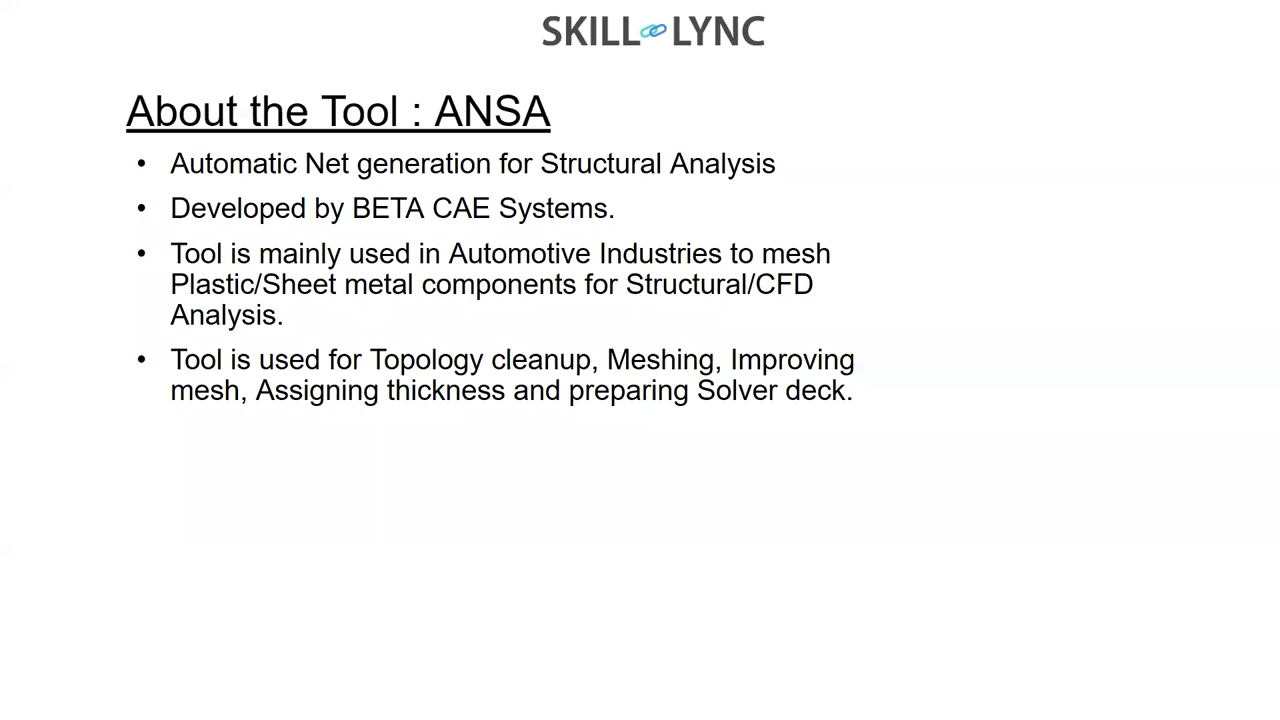 SKILL LYNC
About the Tool : ANSA
• Automatic Net generation for Structural Analysis
• Developed by BETA CAE Systems.
• Tool is mainly used in Automotive Industries to mesh
Plastic/Sheet metal components for Structural/CFD
Analysis.
• Tool is used for Topology cleanup, Meshing, Improving
mesh, Assigning thickness and preparing Solver deck.